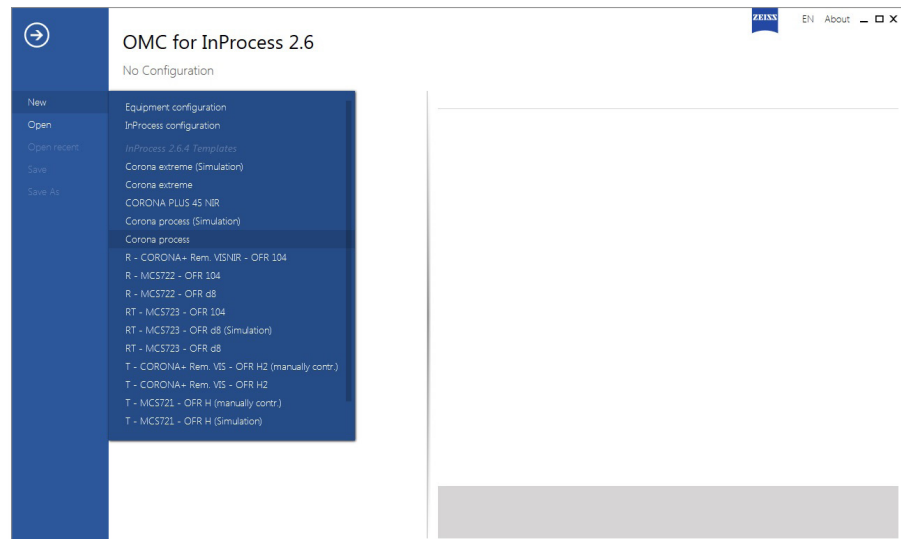 ZEISS
EN About
OMC for InProcess 2.6
No Configuration
New
Open
Open recent
Save
Save As
Equipment configuration
InProcess configuration
InProcess 2.6.4 Templates
Corona extreme (Simulation)
Corona extreme
CORONA PLUS 45 NIR
Corona process (Simulation)
Corona process
R - CORONA+ Rem. VISNIR - OFR 104
R - MCS722 - OFR 104
R - MCS722 - OFR d8
RT - MCS723 - OFR 104
RT - MCS723 - OFR d8 (Simulation)
RT - MCS723 - OFR d8
T - CORONA+ Rem. VIS - OFR H2 (manually contr.)
T - CORONA+ Rem. VIS - OFR H2
T - MCS721 - OFR H (manually contr.)
T - MCS721 - OFR H (Simulation)